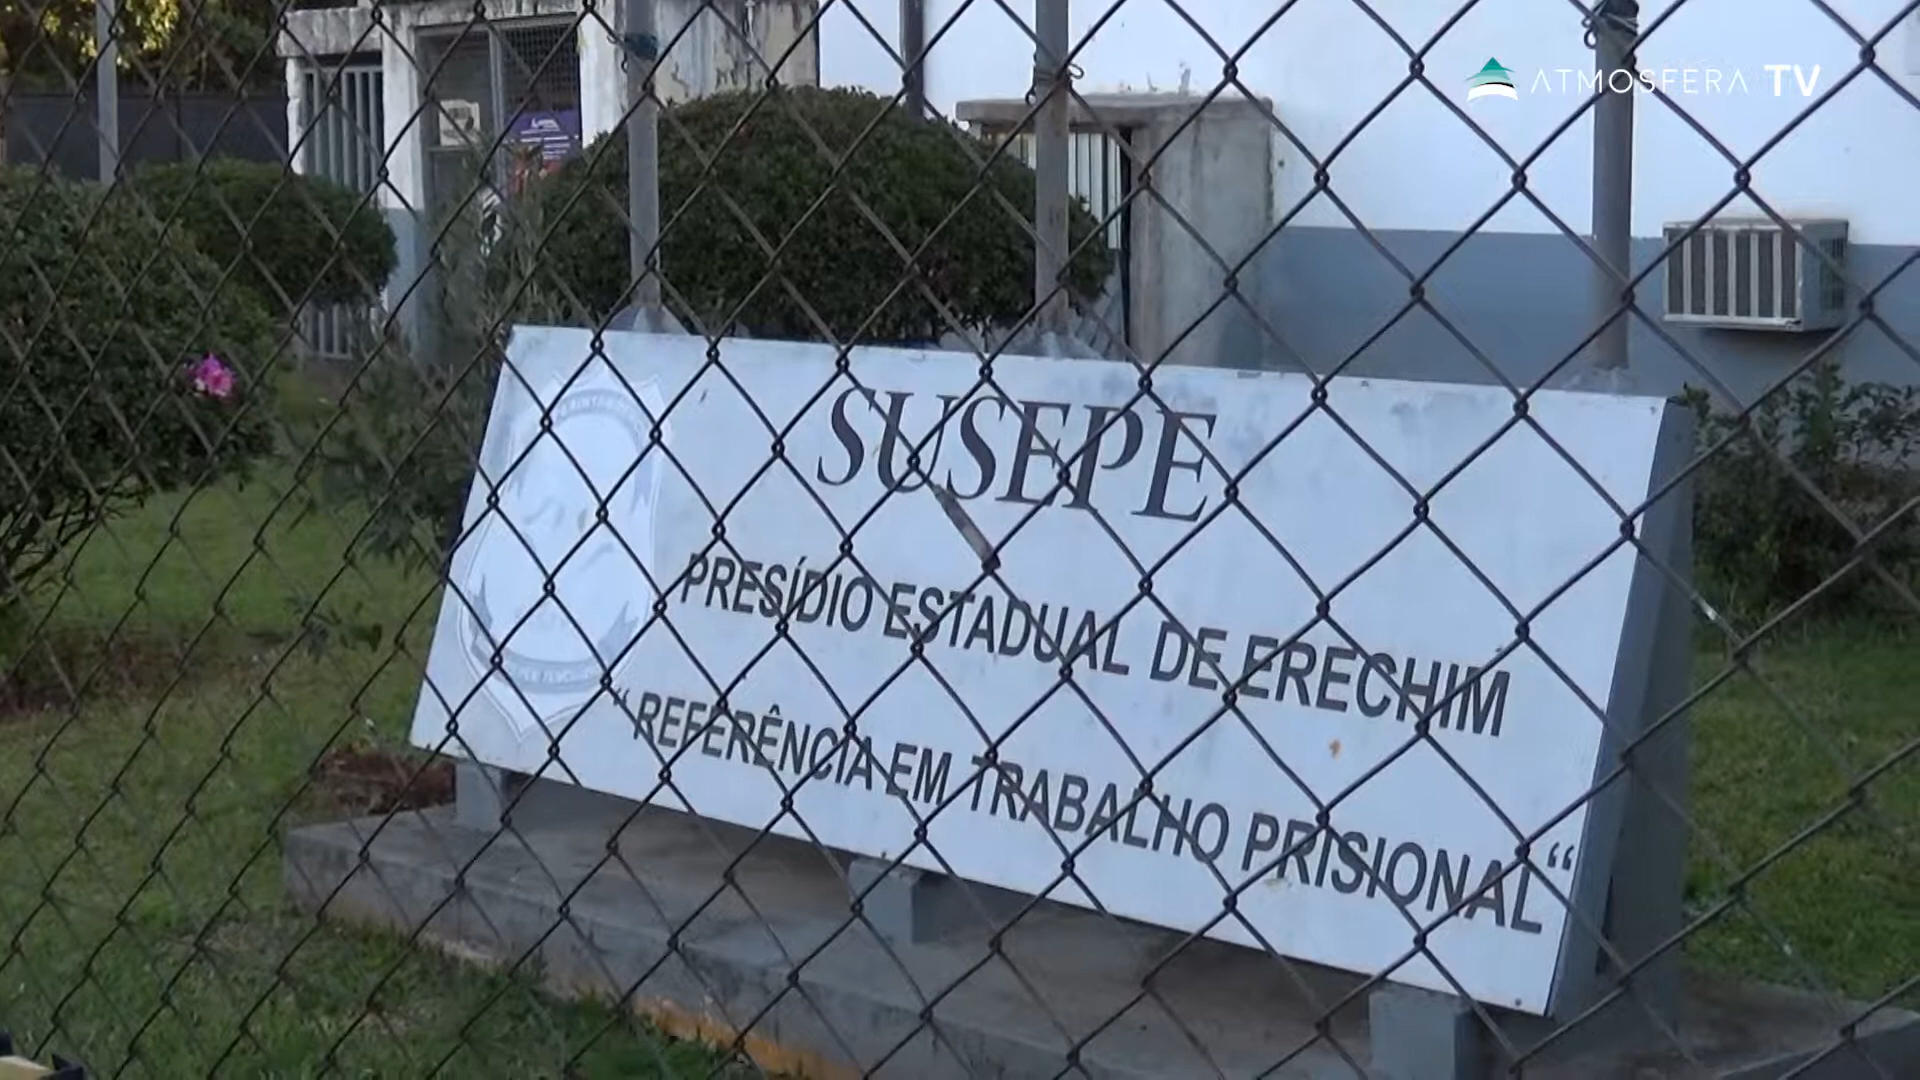 ATMOSFERA TV
SUSEPE
PRESÍDIO ESTADUAL DE ERECHIM
“ REFERÊNCIA EM TRABALHO PRISIONAL“